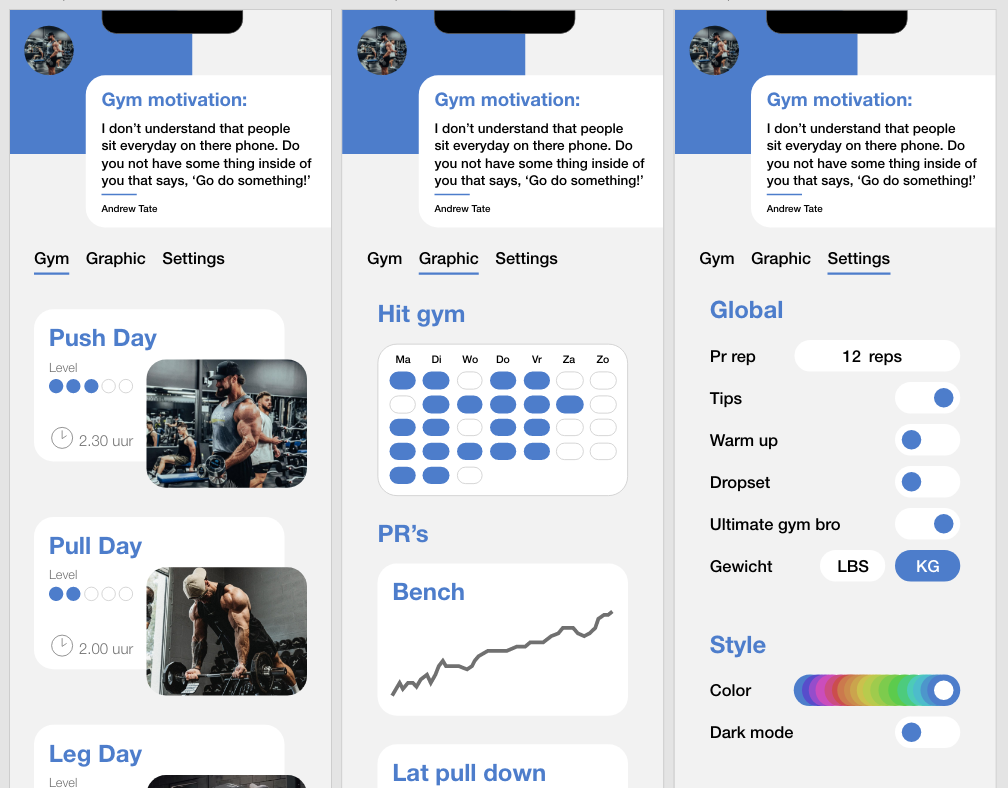 Gym motivation:
I don’t understand that people
sit everyday on there phone. Do
you not have some thing inside of
you that says, ‘Go do something!’
Andrew Tate
Gym Graphic Settings
Push Day
Level
2.30 uur
Pull Day
Level
2.00 uur
Leg Day
Level
Gym motivation:
I don’t understand that people
sit everyday on there phone. Do
you not have some thing inside of
you that says, ‘Go do something!’
Andrew Tate
Gym Graphic Settings
Hit gym
Ma Di Wo Do Vr Za Zo
PR’s
Bench
Lat pull down
Gym motivation:
I don’t understand that people
sit everyday on there phone. Do
you not have some thing inside of
you that says, ‘Go do something!’
Andrew Tate
Gym Graphic Settings
Global
Pr rep 12 reps
Tips
Warm up
Dropset
Ultimate gym bro
Gewicht LBS KG
Style
Color
Dark mode